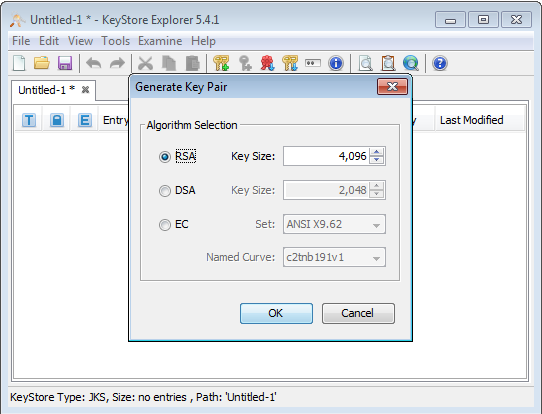 Untitled-1 * - KeyStore Explorer 5.4.1
File Edit View Tools Examine Help
Untitled-1 *
T E Entry Last Modified
Generate Key Pair
Algorithm Selection
RSA Key Size: 4,096
DSA Key Size: 2,048
EC Set: ANSI X9.62
Named Curve: c2tnb191v1
OK Cancel
KeyStore Type: JKS, Size: no entries , Path: 'Untitled-1'